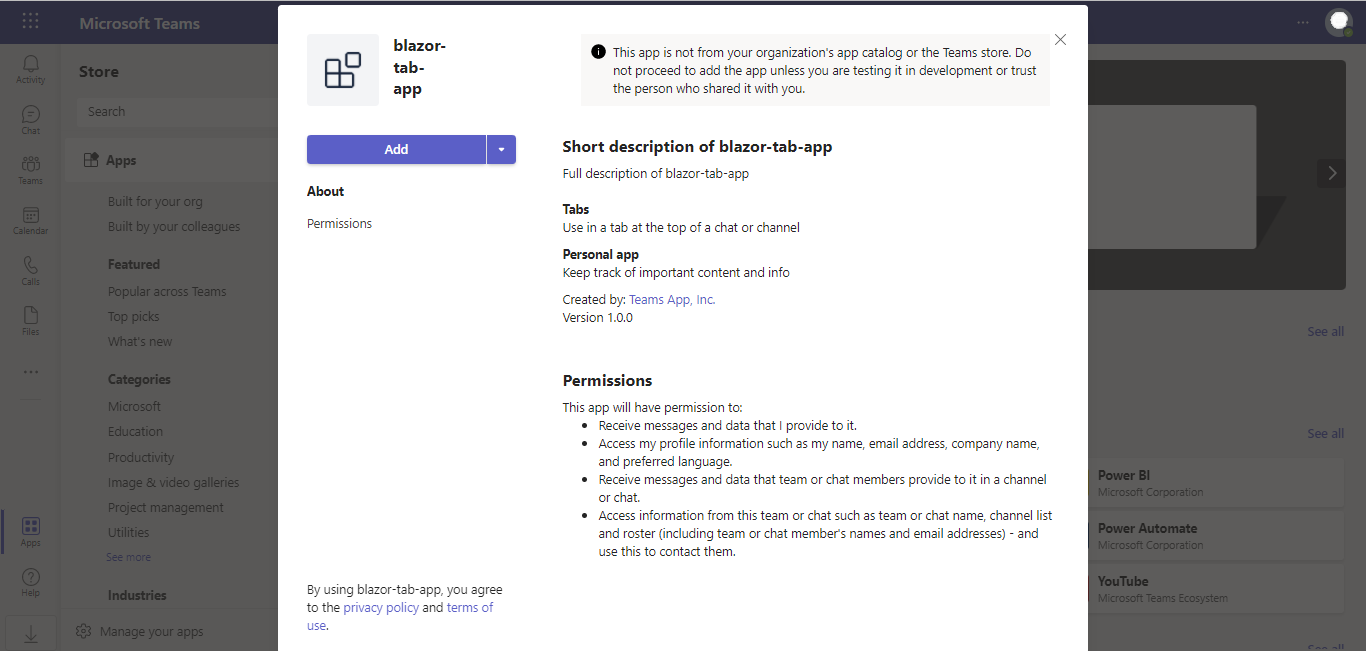 Microsoft Teams
Activity
Chat
Teams
Calendar
Calls
Files
Apps
Help
Store
Search
Apps
Built for your org
Built by your colleagues
Featured
Popular across Teams
Top picks
What's new
Categories
Microsoft
Education
Productivity
Image & video galleries
Project management
Utilities
See more
Industries
Manage your apps
blazor-
tab-
app
Add
About
Permissions
By using blazor-tab-app, you agree
to the privacy policy and terms of
use.
This app is not from your organization's app catalog or the Teams store. Do
not proceed to add the app unless you are testing it in development or trust
the person who shared it with you.
Short description of blazor-tab-app
Full description of blazor-tab-app
Tabs
Use in a tab at the top of a chat or channel
Personal app
Keep track of important content and info
Created by: Teams App, Inc.
Version 1.0.0
Permissions
This app will have permission to:
• Receive messages and data that I provide to it.
• Access my profile information such as my name, email address, company name,
and preferred language.
• Receive messages and data that team or chat members provide to it in a channel
or chat.
• Access information from this team or chat such as team or chat name, channel list
and roster (including team or chat member's names and email addresses) - and
use this to contact them.
See all
See all
Power BI
Microsoft Corporation
Power Automate
Microsoft Corporation
YouTube
Microsoft Teams Ecosystem
See all